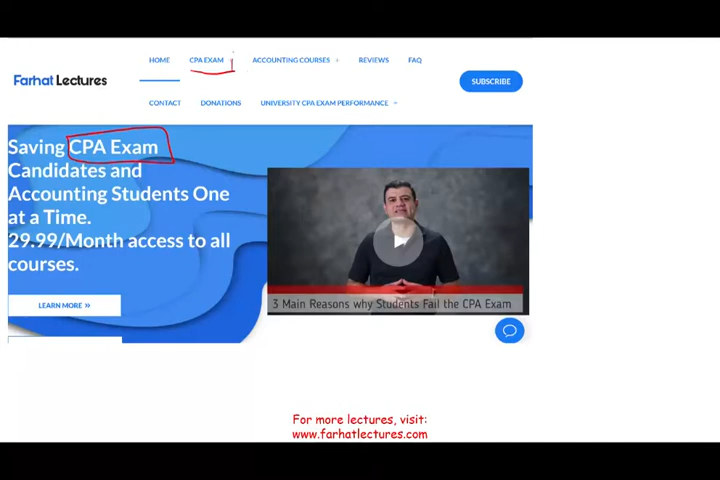 HOME CPA EXAM ACCOUNTING COURSES REVIEWS FAQ
Farhat Lectures
SUBSCRIBE
CONTACT DONATIONS UNIVERSITY CPA EXAM PERFORMANCE
Saving CPA Exam
Candidates and
Accounting Students One
at a Time.
29.99/Month access to all
courses.
LEARN MORE »
3 Main Reasons why Students Fail the CPA Exam
For more lectures, visit:
www.farhatlectures.com